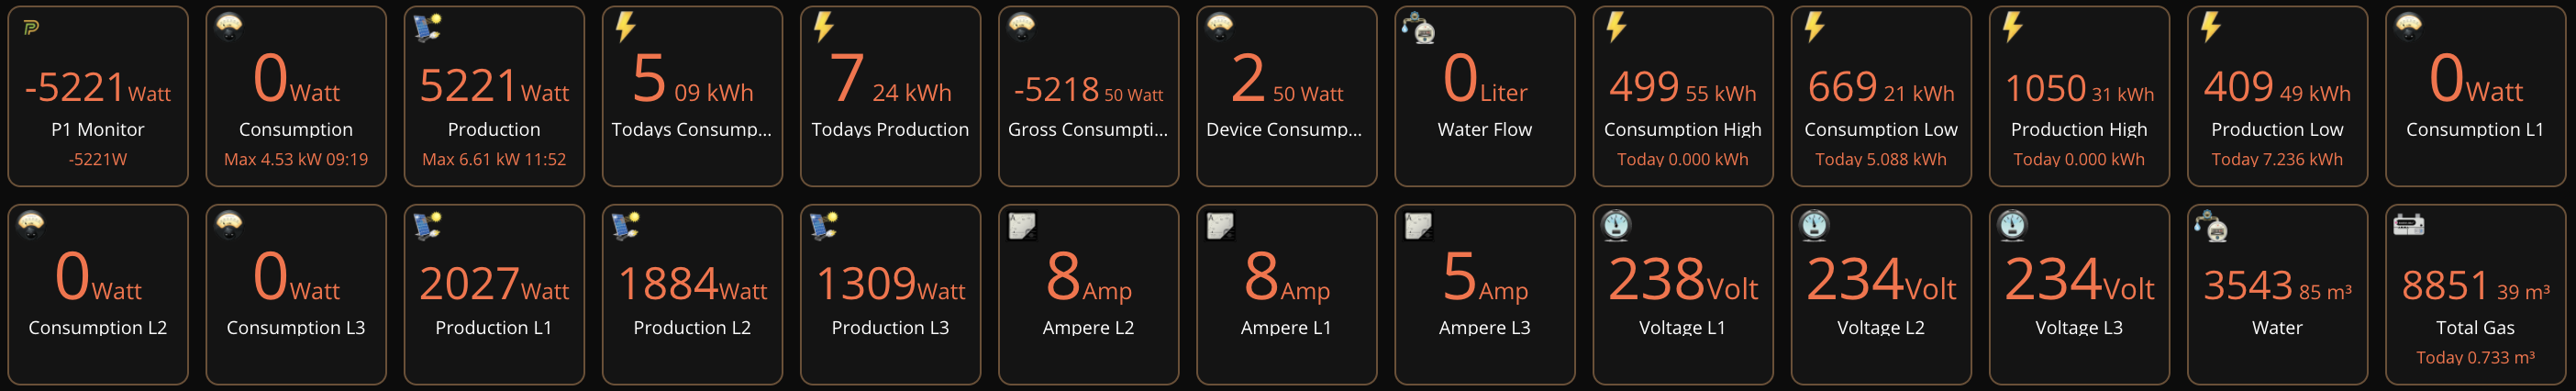 -5221 Watt
P1 Monitor
-5221W
0 Watt
Consumption
Max 4.53 kW 09:19
5221 Watt
Production
Max 6.61 kW 11:52
5 09 kWh
Todays Consump...
7 24 kWh
Todays Production
-5218 50 Watt
Gross Consumpti...
2 50 Watt
Device Consump...
0 Liter
Water Flow
499 55 kWh
Consumption High
Today 0.000 kWh
669 21 kWh
Consumption Low
Today 5.088 kWh
1050 31 kWh
Production High
Today 0.000 kWh
409 49 kWh
Production Low
Today 7.236 kWh
0 Watt
Consumption L1
0 Watt
Consumption L2
0 Watt
Consumption L3
2027 Watt
Production L1
1884 Watt
Production L2
1309 Watt
Production L3
8 Amp
Ampere L2
8 Amp
Ampere L1
5 Amp
Ampere L3
238 Volt
Voltage L1
234 Volt
Voltage L2
234 Volt
Voltage L3
3543 85 m³
Water
8851 39 m³
Total Gas
Today 0.733 m³